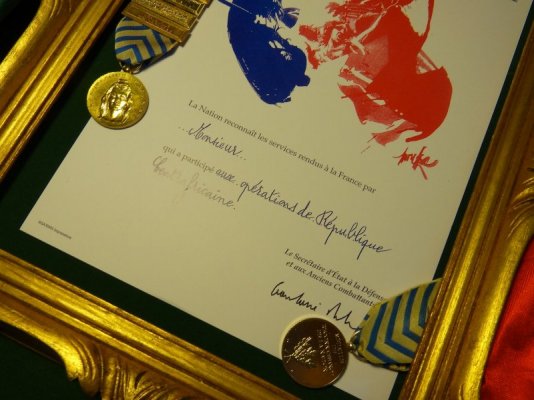 La Nation reconnaît les services rendus à la France par
..Monsieur..
qui a participé aux opérations de République
Centrafricaine.
Le Secrétaire d'État à la Défense
et aux Anciens Combattants